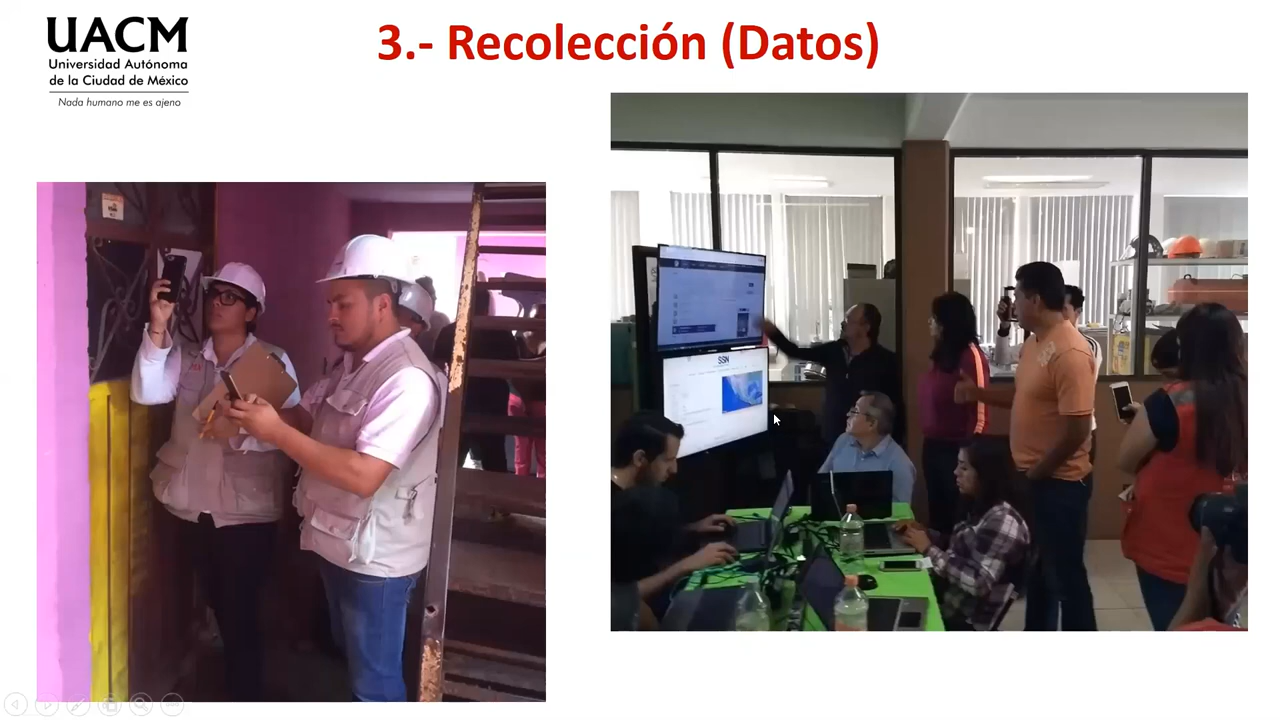 UACM
Universidad Autónoma
de la Ciudad de México
Nada humano me es ajeno
3.- Recolección (Datos)
SSN